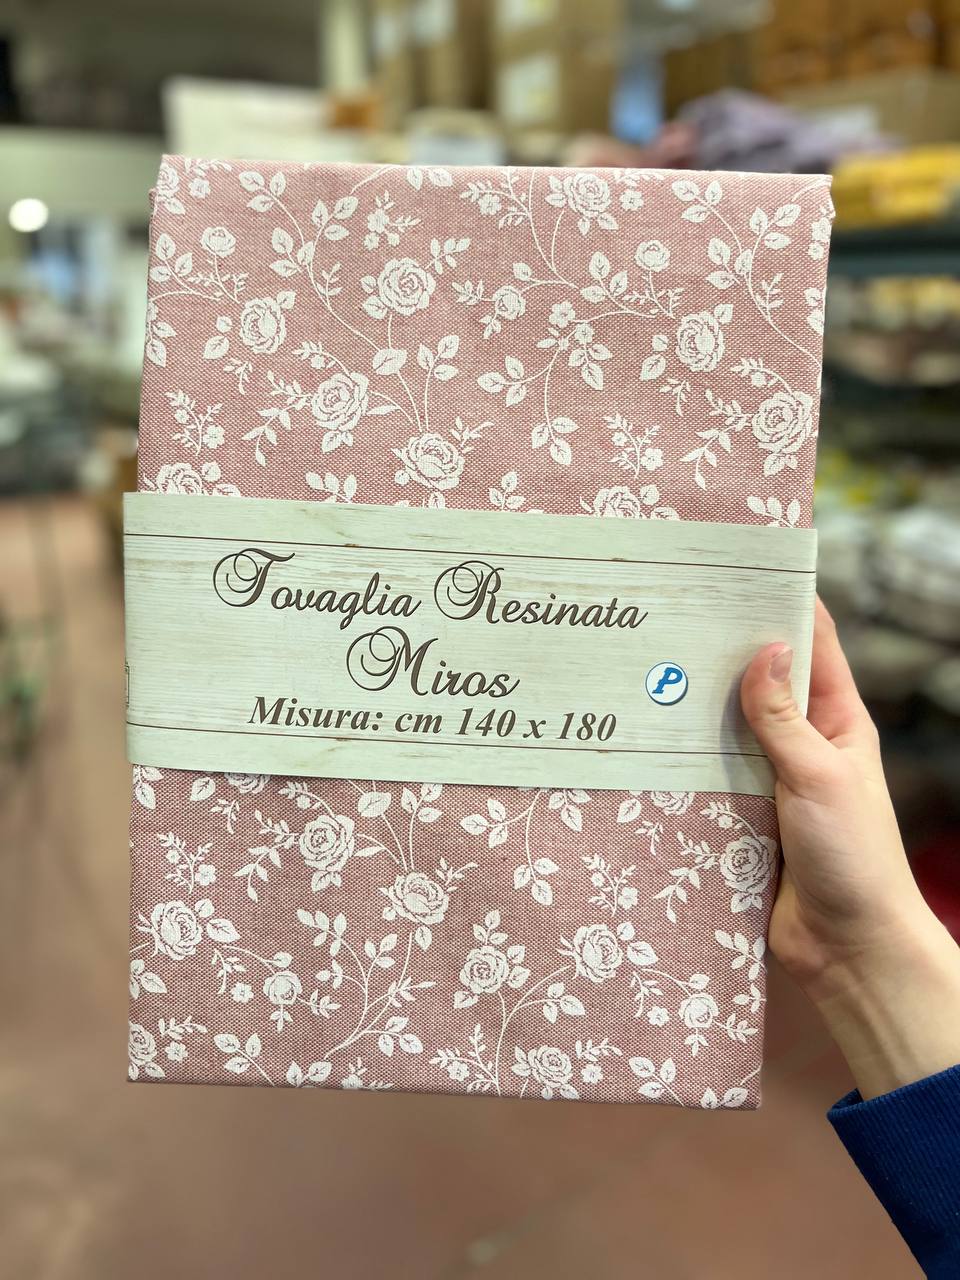 Tovaglia Resinata
Miros
P
Misura: cm 140 x 180